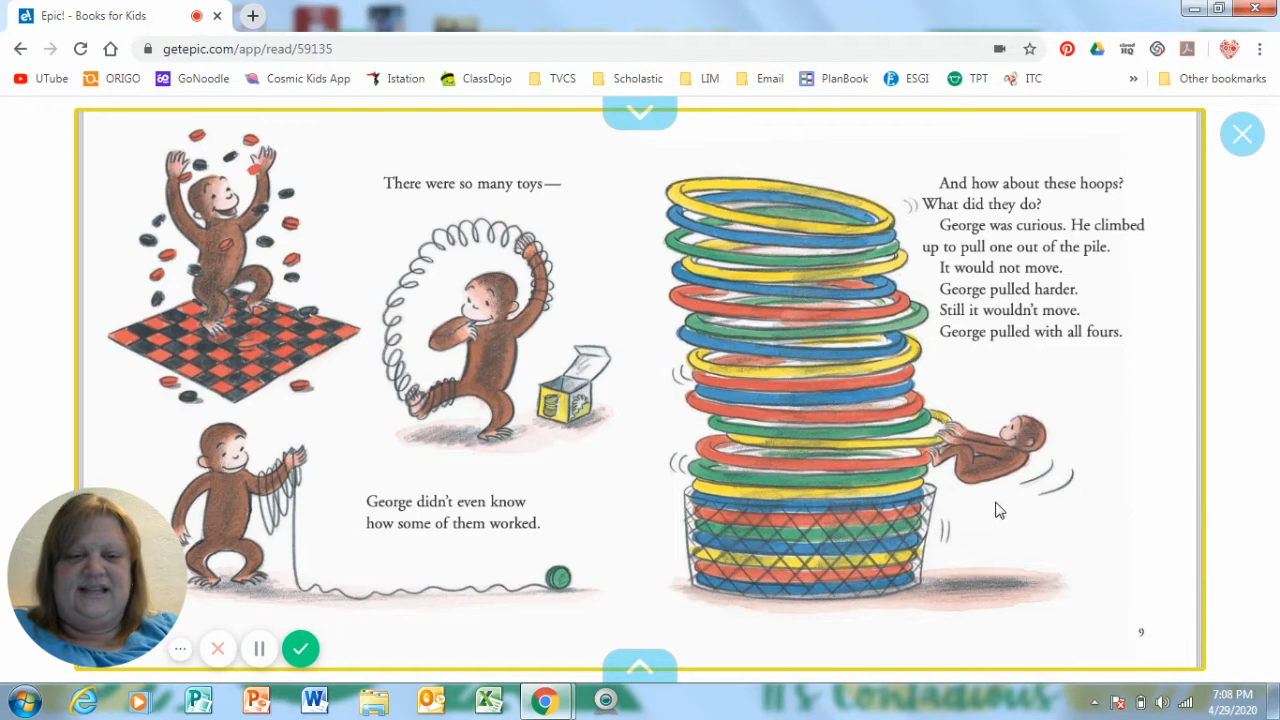 Epic! - Books for Kids
getepic.com/app/read/59135
UTube
ORIGO
GoNoodle
Cosmic Kids App
Istation
ClassDojo
TVCS
Scholastic
LIM
Email
PlanBook
ESGI
TPT
ITC
»
Other bookmarks
There were so many toys—
George didn't even know
how some of them worked.
And how about these hoops?
What did they do?
George was curious. He climbed
up to pull one out of the pile.
It would not move.
George pulled harder.
Still it wouldn't move.
George pulled with all fours.
9
7:08 PM
4/29/2020